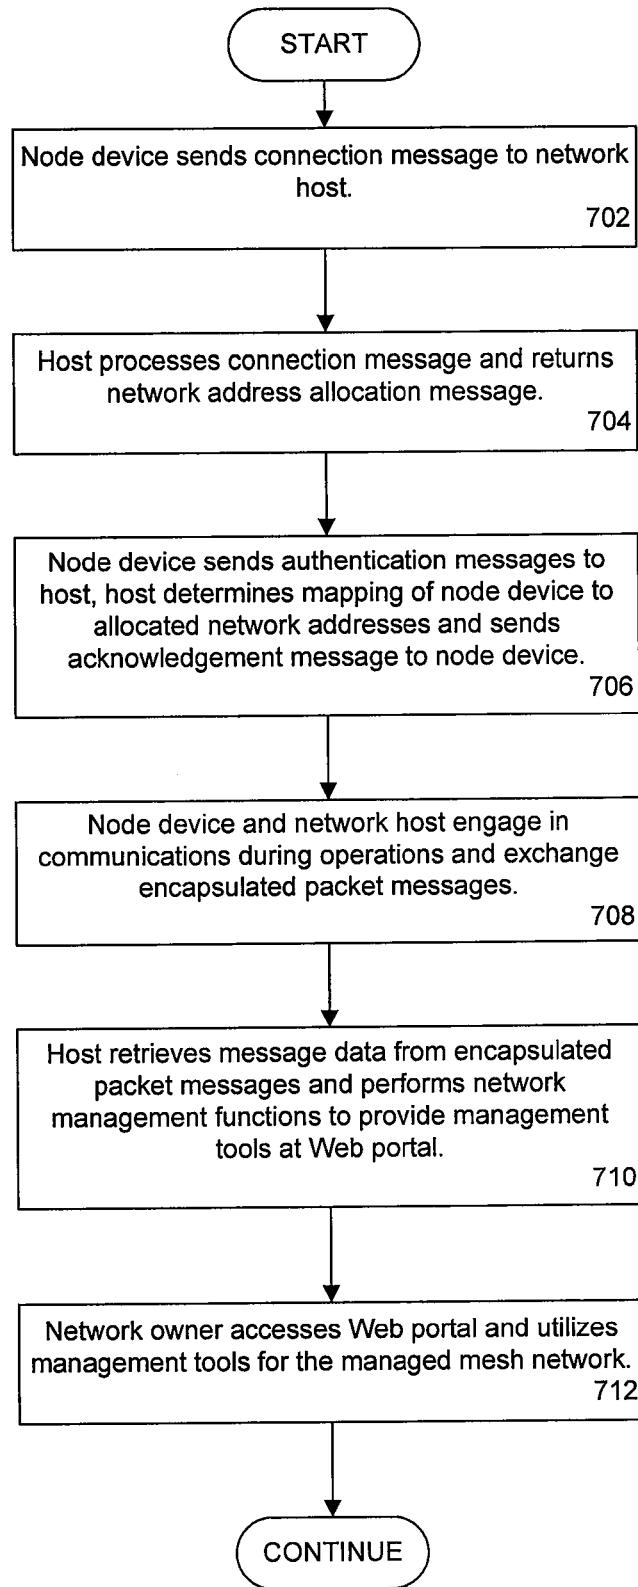 START
Node device sends connection message to network
host.
702
Host processes connection message and returns
network address allocation message.
704
Node device sends authentication messages to
host, host determines mapping of node device to
allocated network addresses and sends
acknowledgement message to node device.
706
Node device and network host engage in
communications during operations and exchange
encapsulated packet messages.
708
Host retrieves message data from encapsulated
packet messages and performs network
management functions to provide management
tools at Web portal.
710
Network owner accesses Web portal and utilizes
management tools for the managed mesh network.
712
CONTINUE